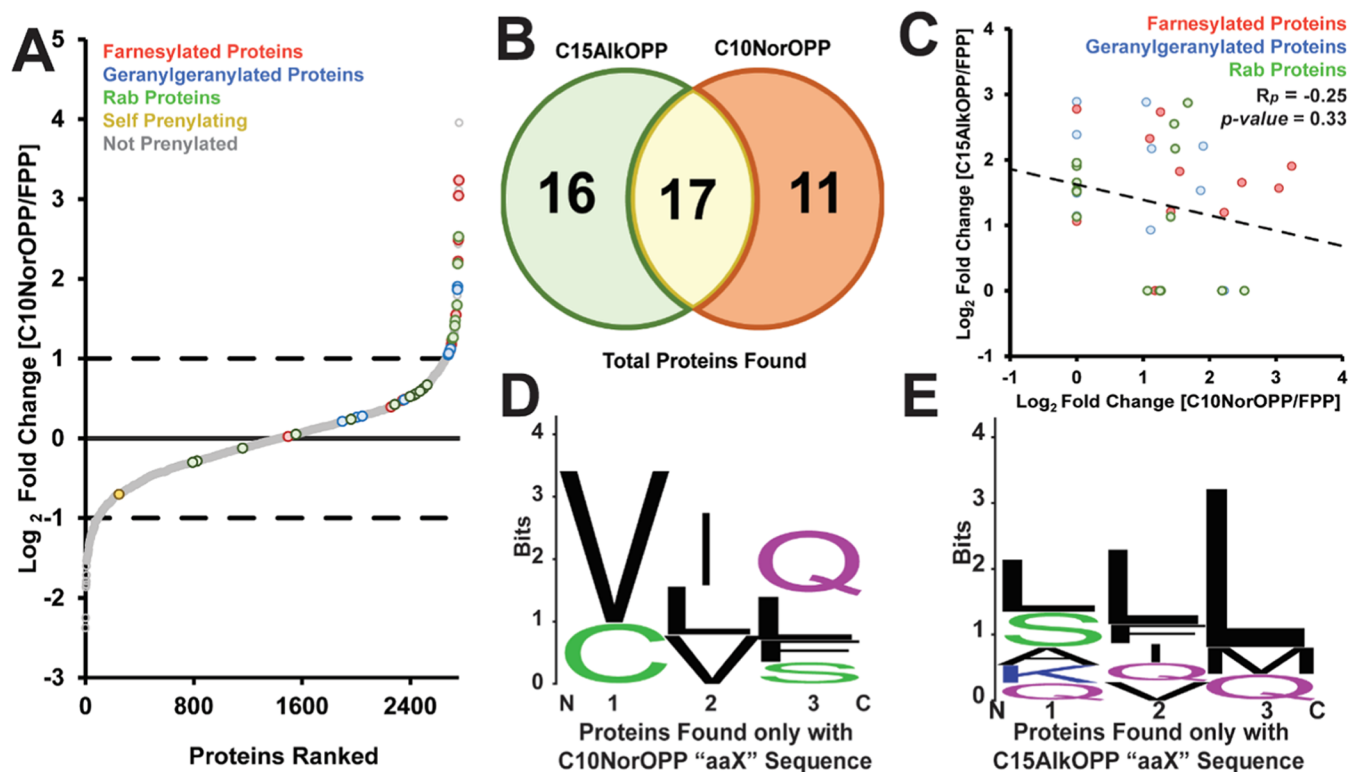 A
5
4
3
2
1
0
-1
-2
-3
Log 2 Fold Change [C10NorOPP/FPP]
Farnesylated Proteins
Geranylgeranylated Proteins
Rab Proteins
Self Prenylating
Not Prenylated
0 800 1600 2400
Proteins Ranked
B
C15AlkOPP C10NorOPP
16 17 11
Total Proteins Found
C
4
3
2
1
0
-1
Log2 Fold Change [C15AlkOPP/FPP]
Farnesylated Proteins
Geranylgeranylated Proteins
Rab Proteins
Rp = -0.25
p-value = 0.33
-1 0 1 2 3 4
Log2 Fold Change [C10NorOPP/FPP]
D
4
3
2
1
0
Bits
V I Q
C L L
V F
S
N 1 2 3 C
Proteins Found only with
C10NorOPP “aaX” Sequence
E
4
3
2
1
0
Bits
L L L
S F M
A I Q
K Q
Q V
N 1 2 3 C
Proteins Found only with
C15AlkOPP “aaX” Sequence